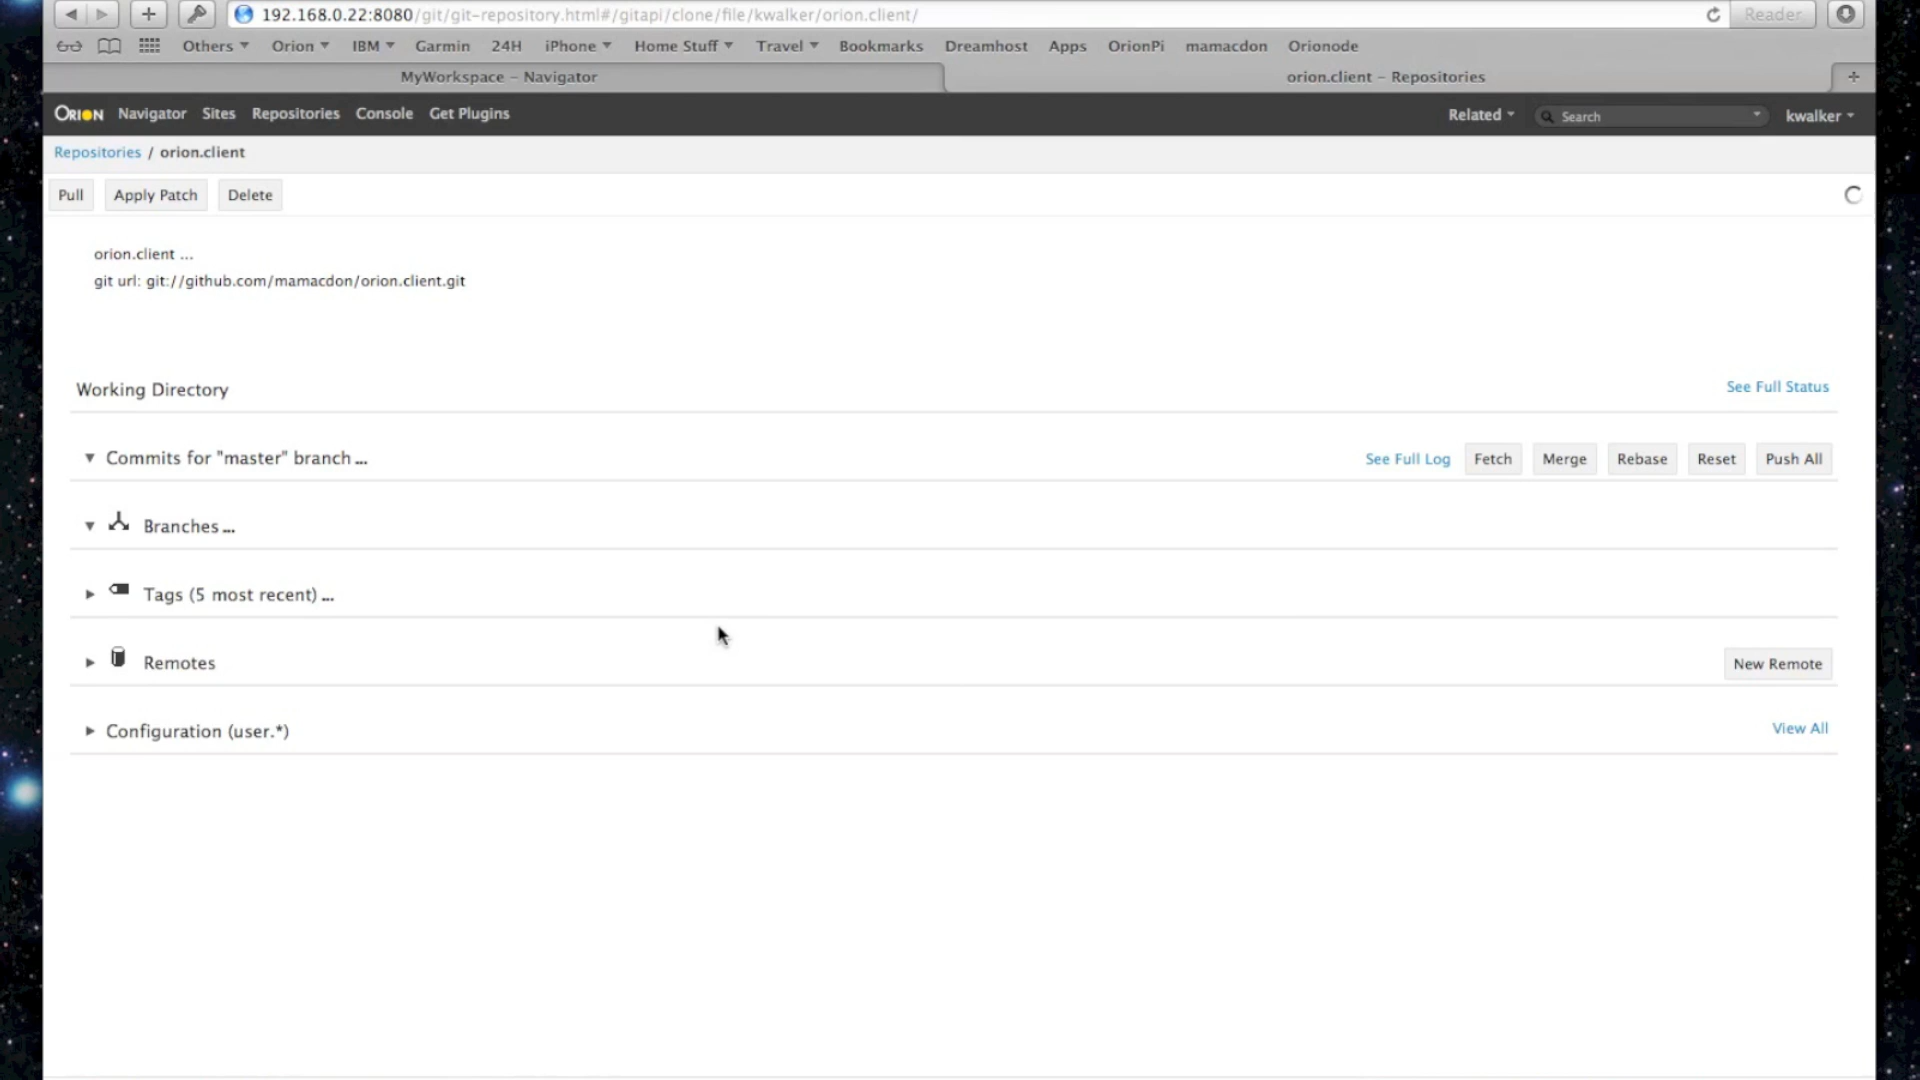 192.168.0.22:8080/git/git-repository.html#/gitapi/clone/file/kwalker/orion.client/
Reader
Others Orion IBM Garmin 24H iPhone Home Stuff Travel Bookmarks Dreamhost Apps OrionPi mamacdon Orionode
MyWorkspace – Navigator
orion.client – Repositories
ORION Navigator Sites Repositories Console Get Plugins
Related Search kwalker
Repositories / orion.client
Pull Apply Patch Delete
orion.client ...
git url: git://github.com/mamacdon/orion.client.git
Working Directory See Full Status
Commits for "master" branch ... See Full Log Fetch Merge Rebase Reset Push All
Branches ...
Tags (5 most recent) ...
Remotes New Remote
Configuration (user.*) View All